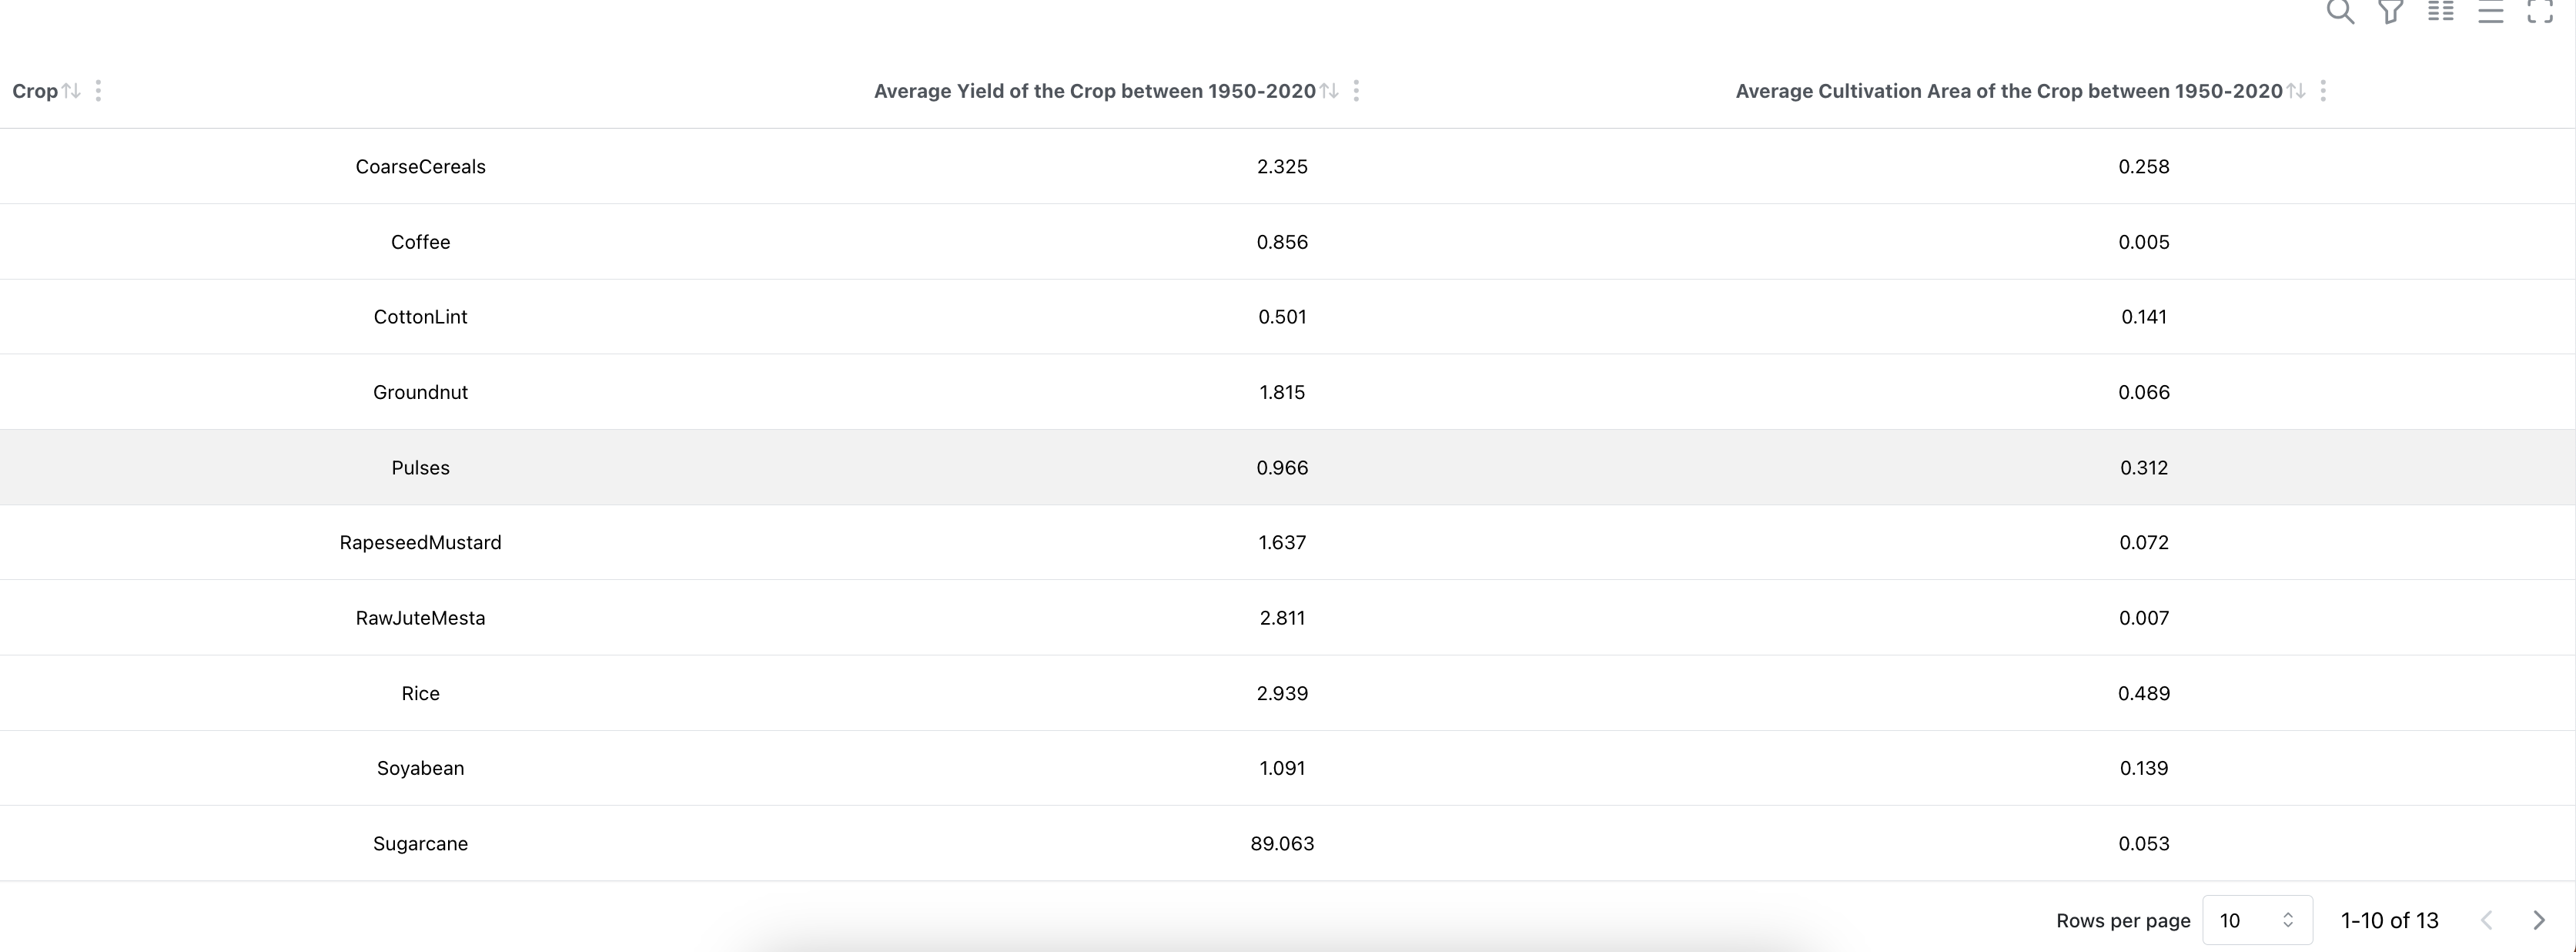 Crop Average Yield of the Crop between 1950-2020 Average Cultivation Area of the Crop between 1950-2020
CoarseCereals 2.325 0.258
Coffee 0.856 0.005
CottonLint 0.501 0.141
Groundnut 1.815 0.066
Pulses 0.966 0.312
RapeseedMustard 1.637 0.072
RawJuteMesta 2.811 0.007
Rice 2.939 0.489
Soyabean 1.091 0.139
Sugarcane 89.063 0.053
Rows per page 10 1-10 of 13